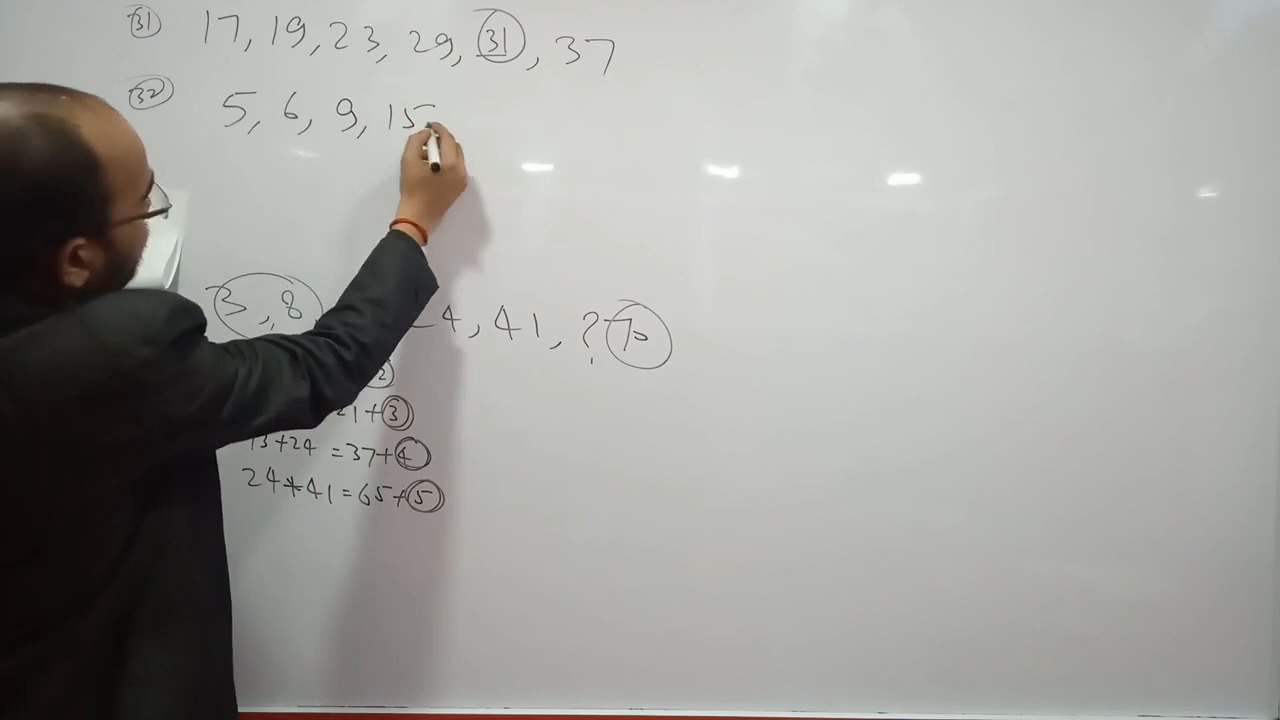 31 17, 19, 23, 29, 31, 37
32 5, 6, 9, 15
3, 8, 24, 41, ? 70
2
21+3
13+24 =37+4
24+41=65+5